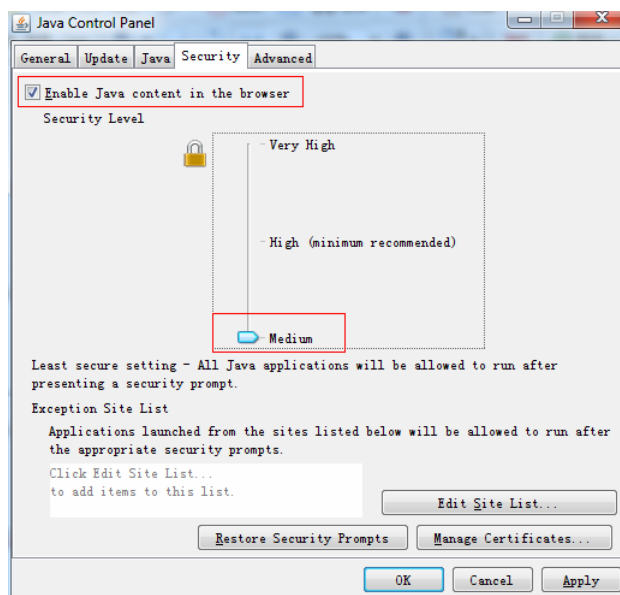 Java Control Panel
General Update Java Security Advanced
Enable Java content in the browser
Security Level
Very High
High (minimum recommended)
Medium
Least secure setting - All Java applications will be allowed to run after
presenting a security prompt.
Exception Site List
Applications launched from the sites listed below will be allowed to run after
the appropriate security prompts.
Click Edit Site List...
to add items to this list.
Edit Site List...
Restore Security Prompts Manage Certificates...
OK Cancel Apply